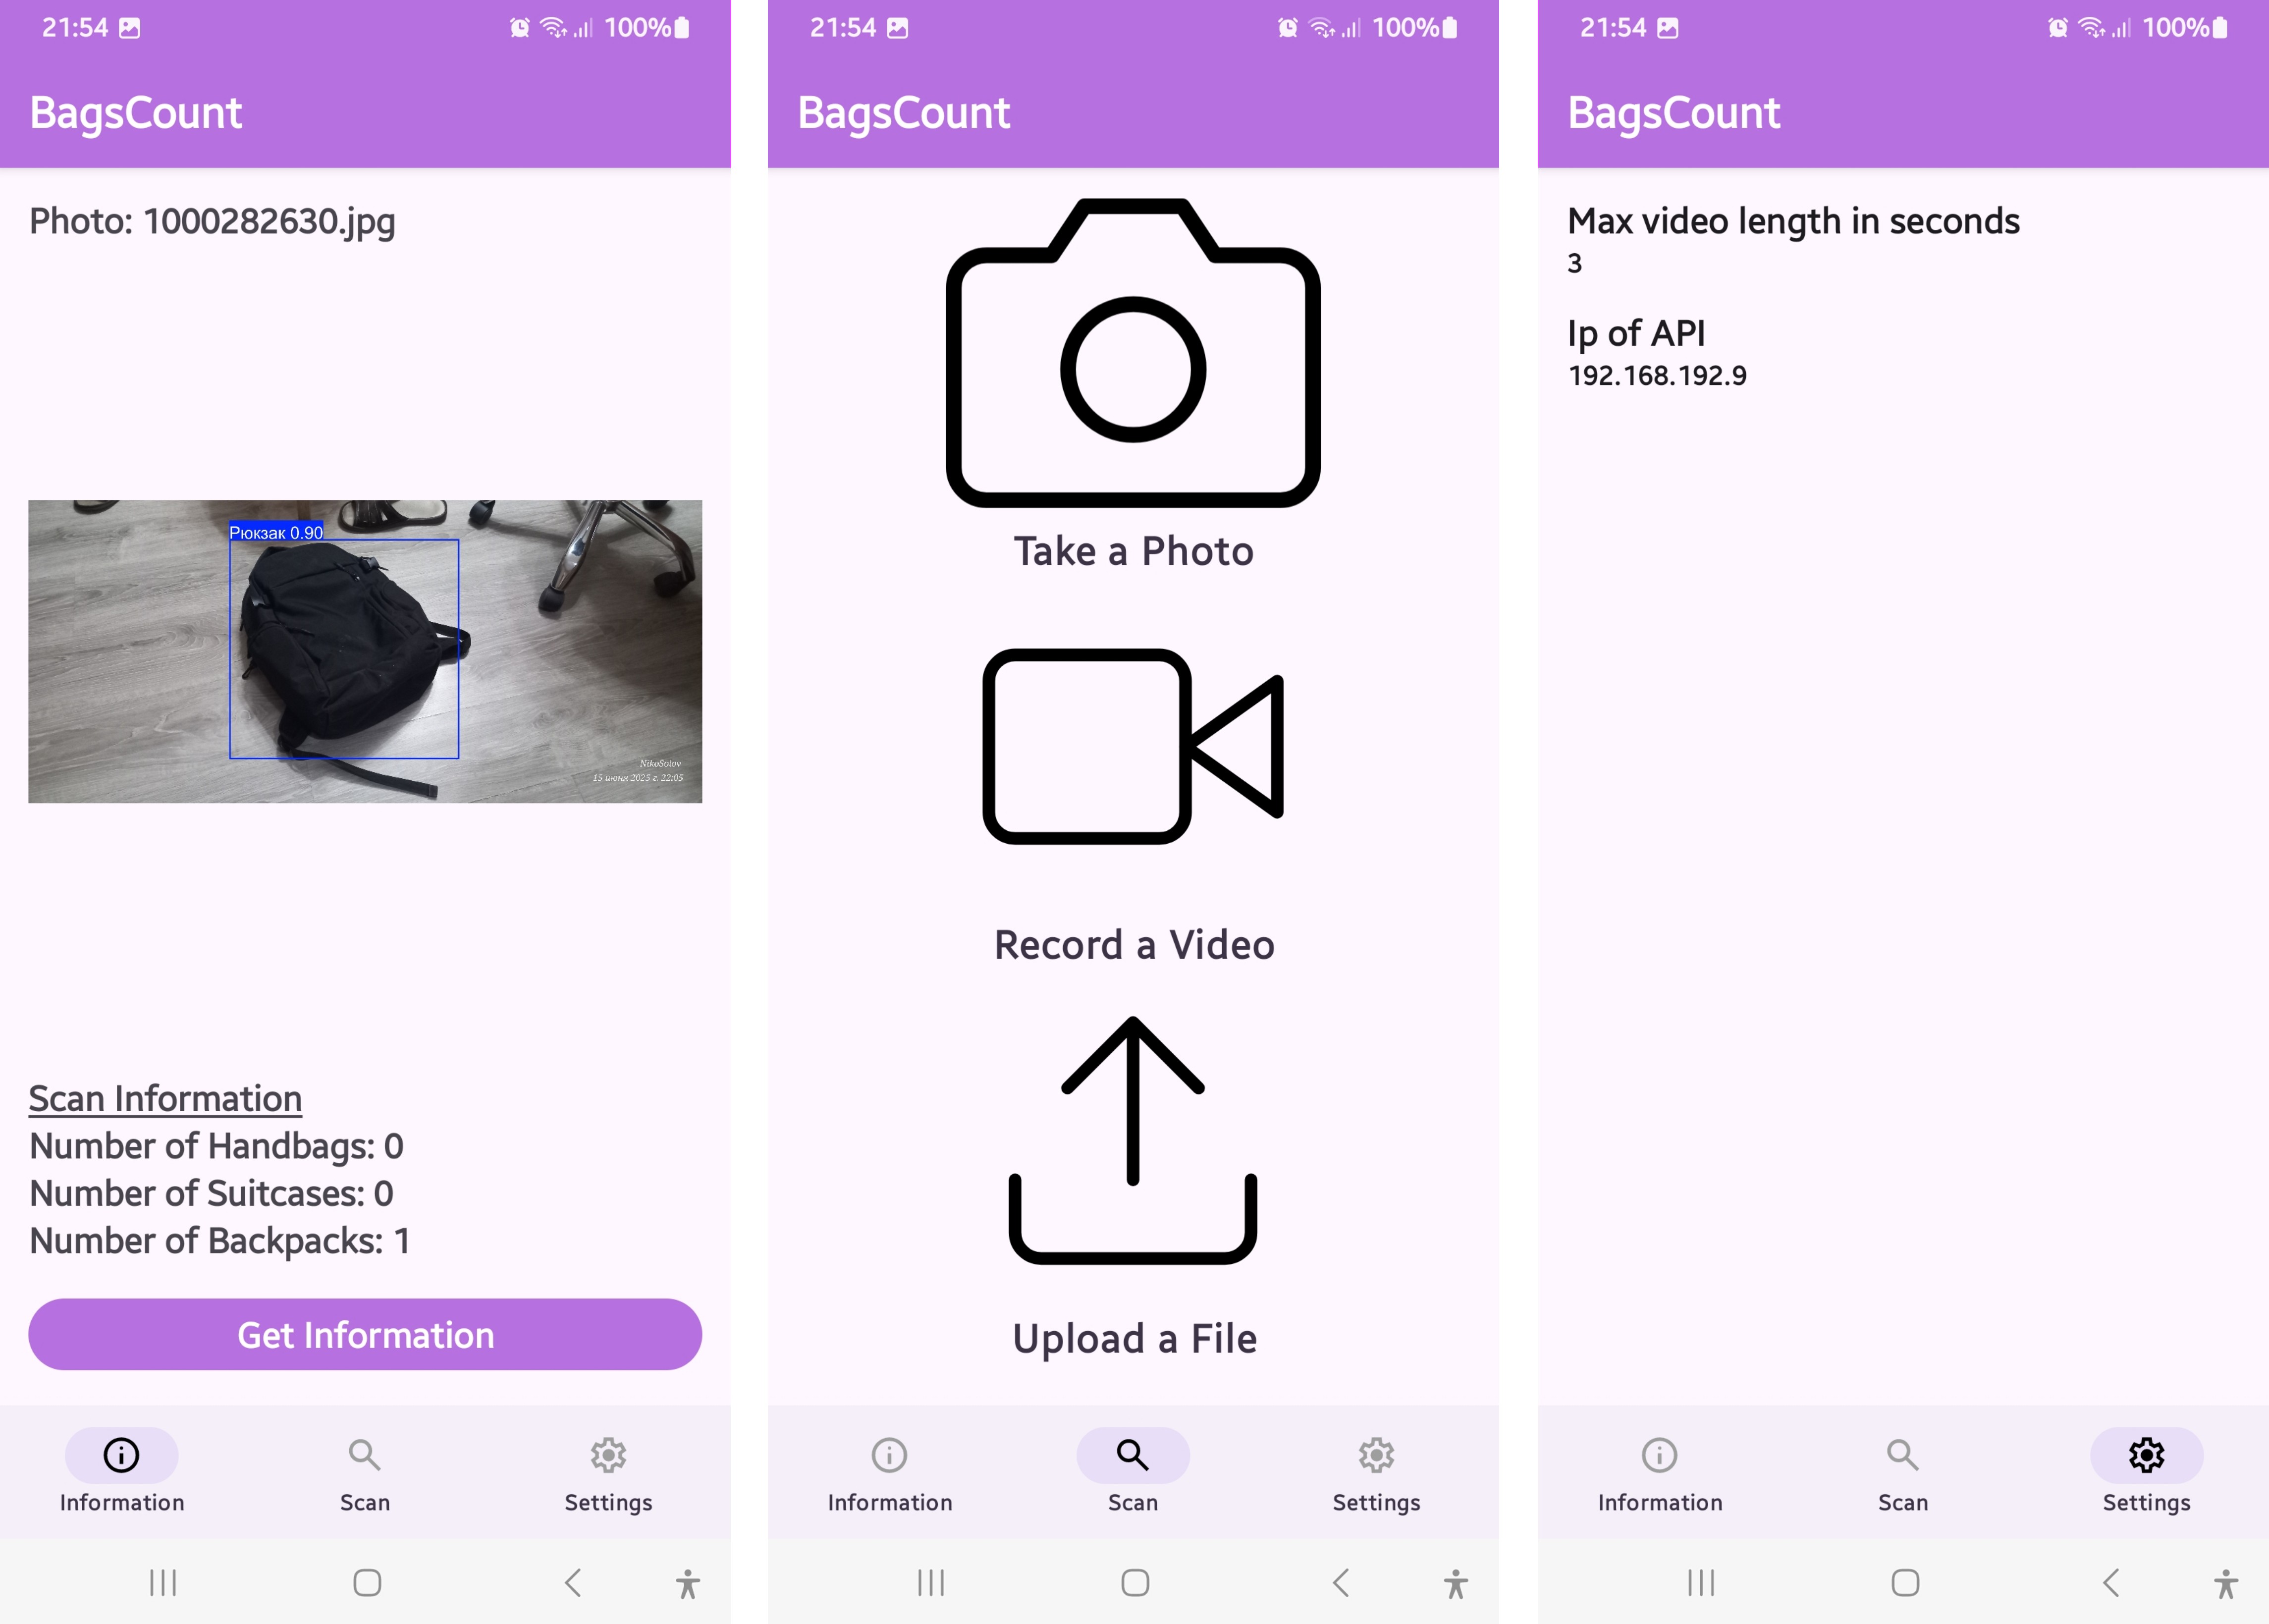 21:54 100%
BagsCount
Photo: 1000282630.jpg
Рюкзак 0.90
NikoSolov
15 июня 2025 г. 22:05
Scan Information
Number of Handbags: 0
Number of Suitcases: 0
Number of Backpacks: 1
Get Information
Information Scan Settings
21:54 100%
BagsCount
Take a Photo
Record a Video
Upload a File
Information Scan Settings
21:54 100%
BagsCount
Max video length in seconds
3
Ip of API
192.168.192.9
Information Scan Settings